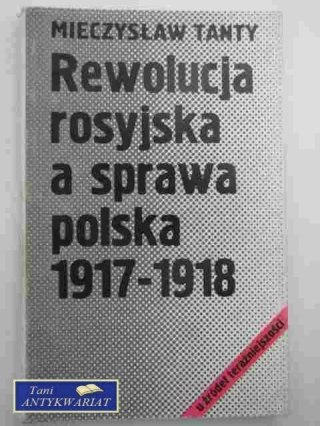 MIECZYSŁAW TANTY
Rewolucja
rosyjska
a sprawa
polska
1917-1918
u źródeł teraźniejszości
Tani
ANTYKWARIAT